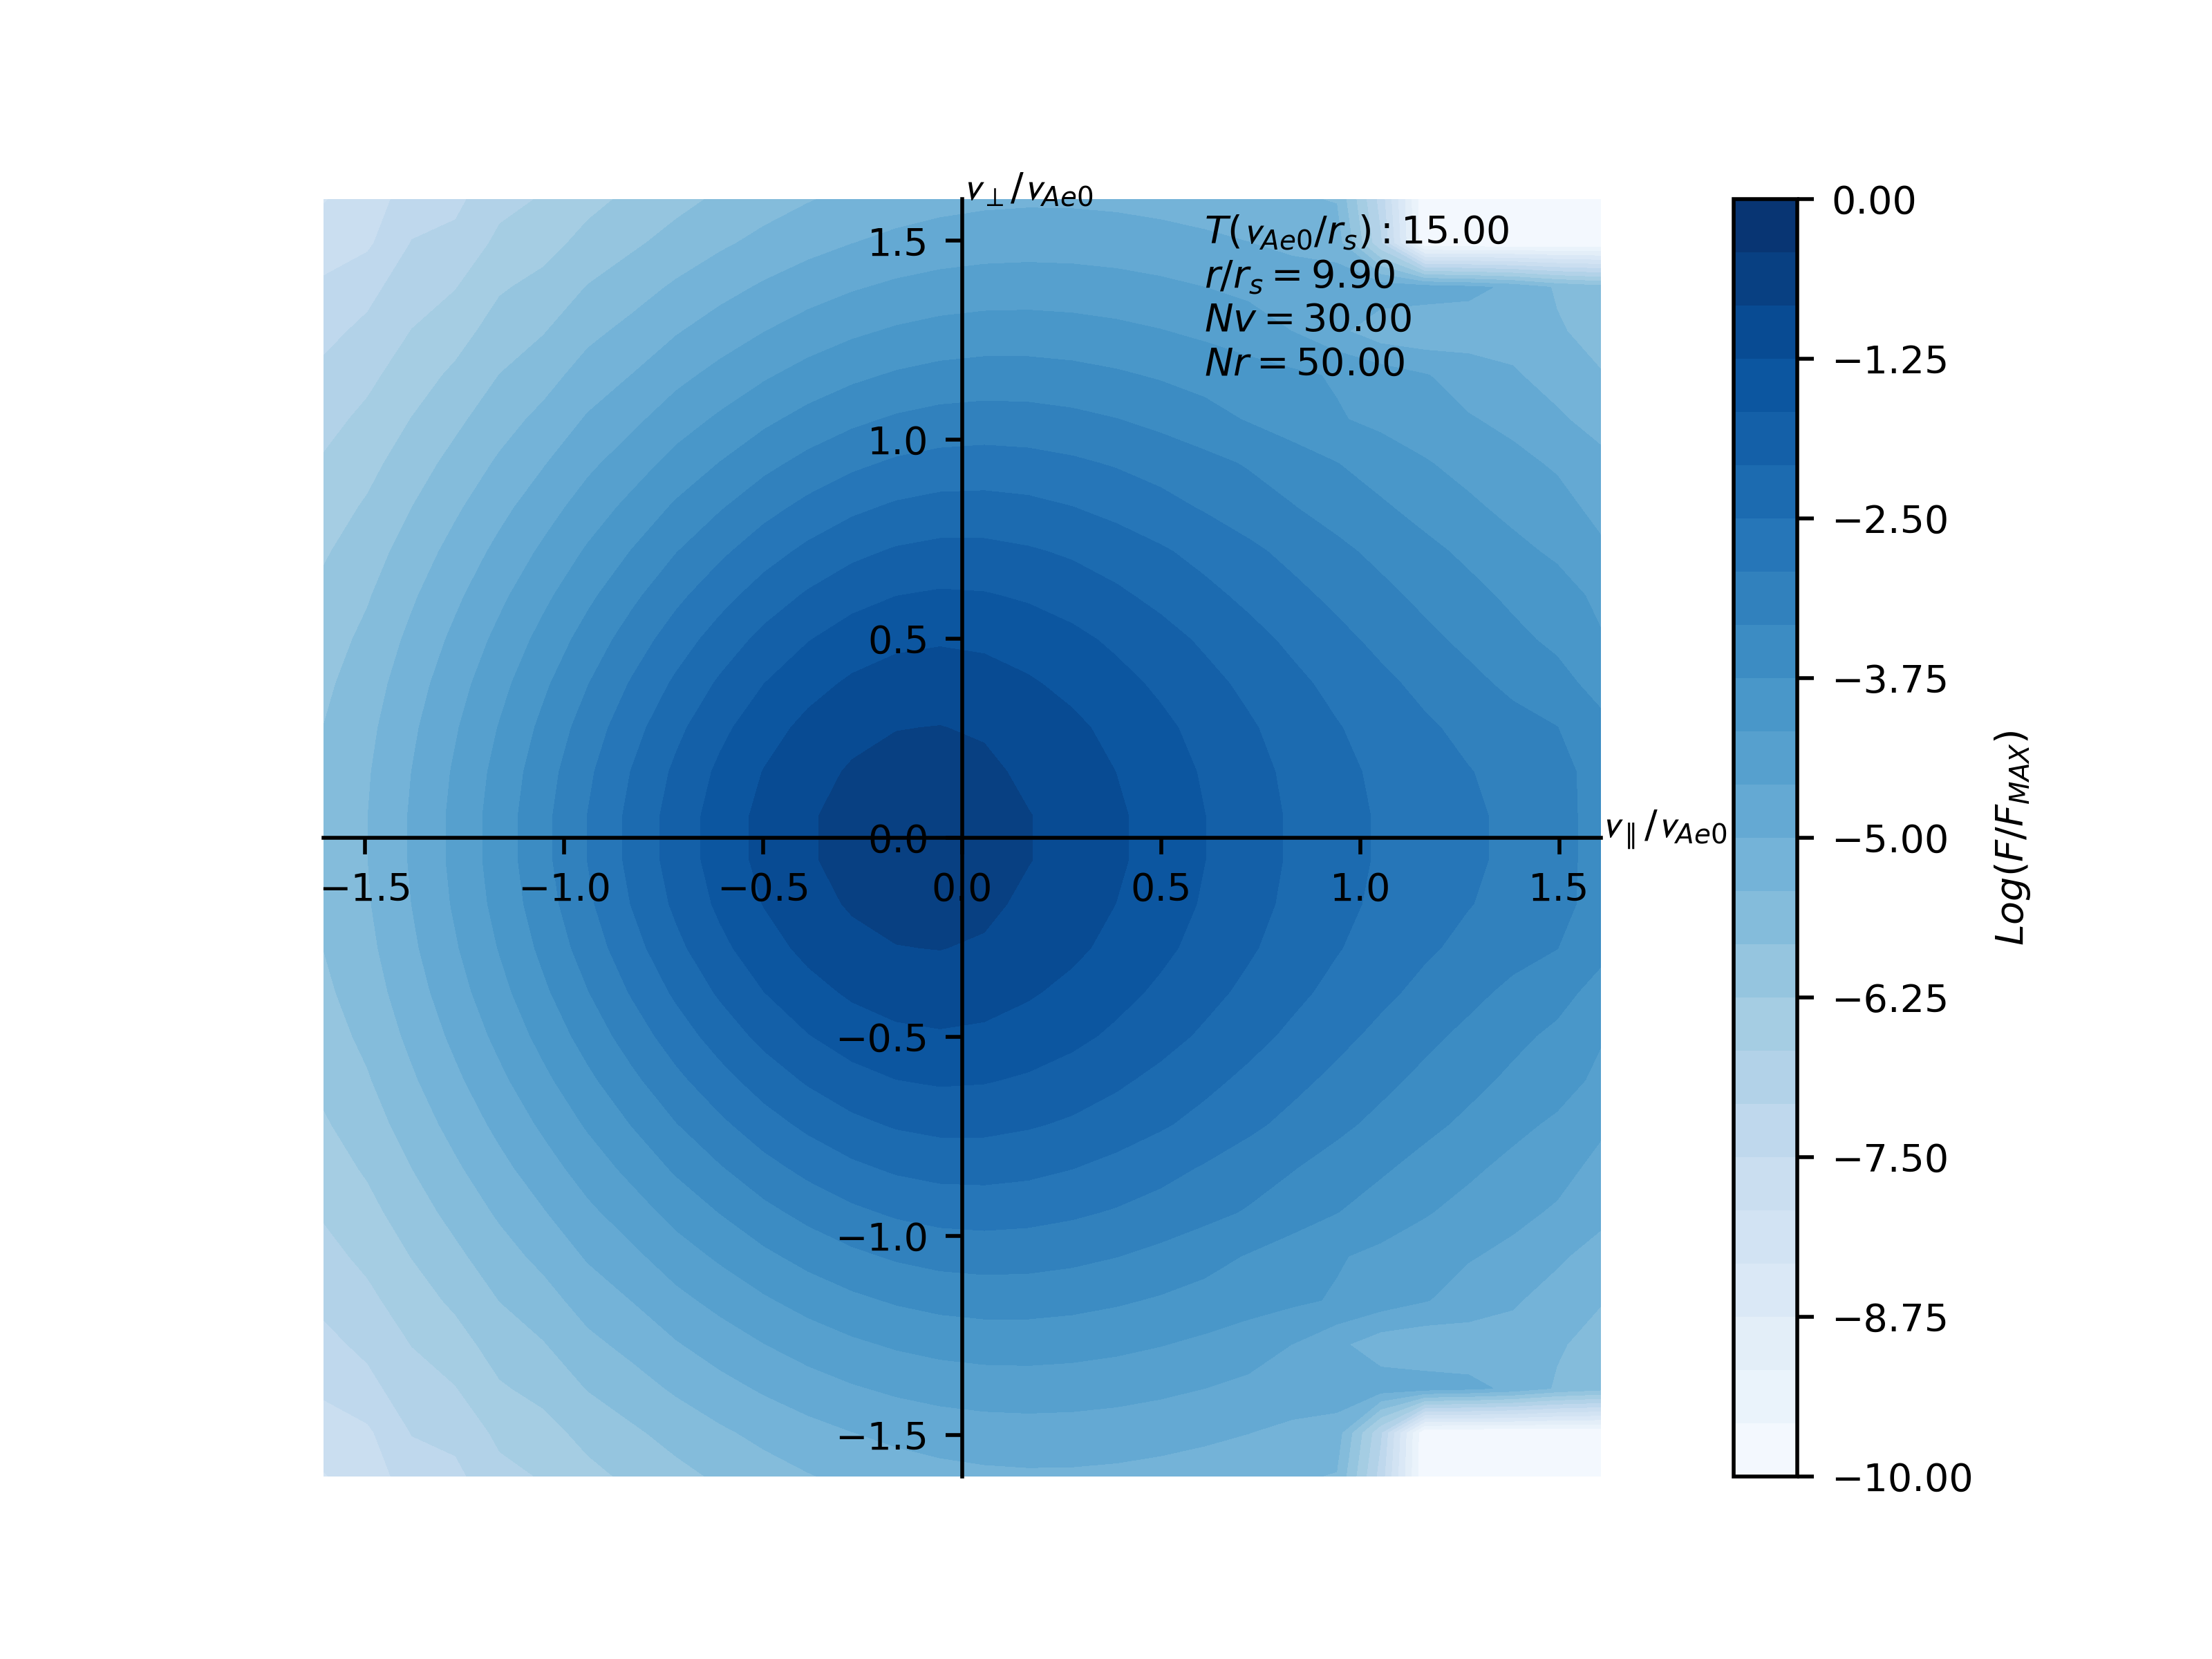 v⊥/vAe0
T(vAe0/rs) : 15.00
r/rs = 9.90
Nv = 30.00
Nr = 50.00
1.5
1.0
0.5
0.0
−0.5
−1.0
−1.5
−1.5 −1.0 −0.5 0.0 0.5 1.0 1.5
v∥/vAe0
0.00
−1.25
−2.50
−3.75
−5.00
−6.25
−7.50
−8.75
−10.00
Log(F/FMAX)